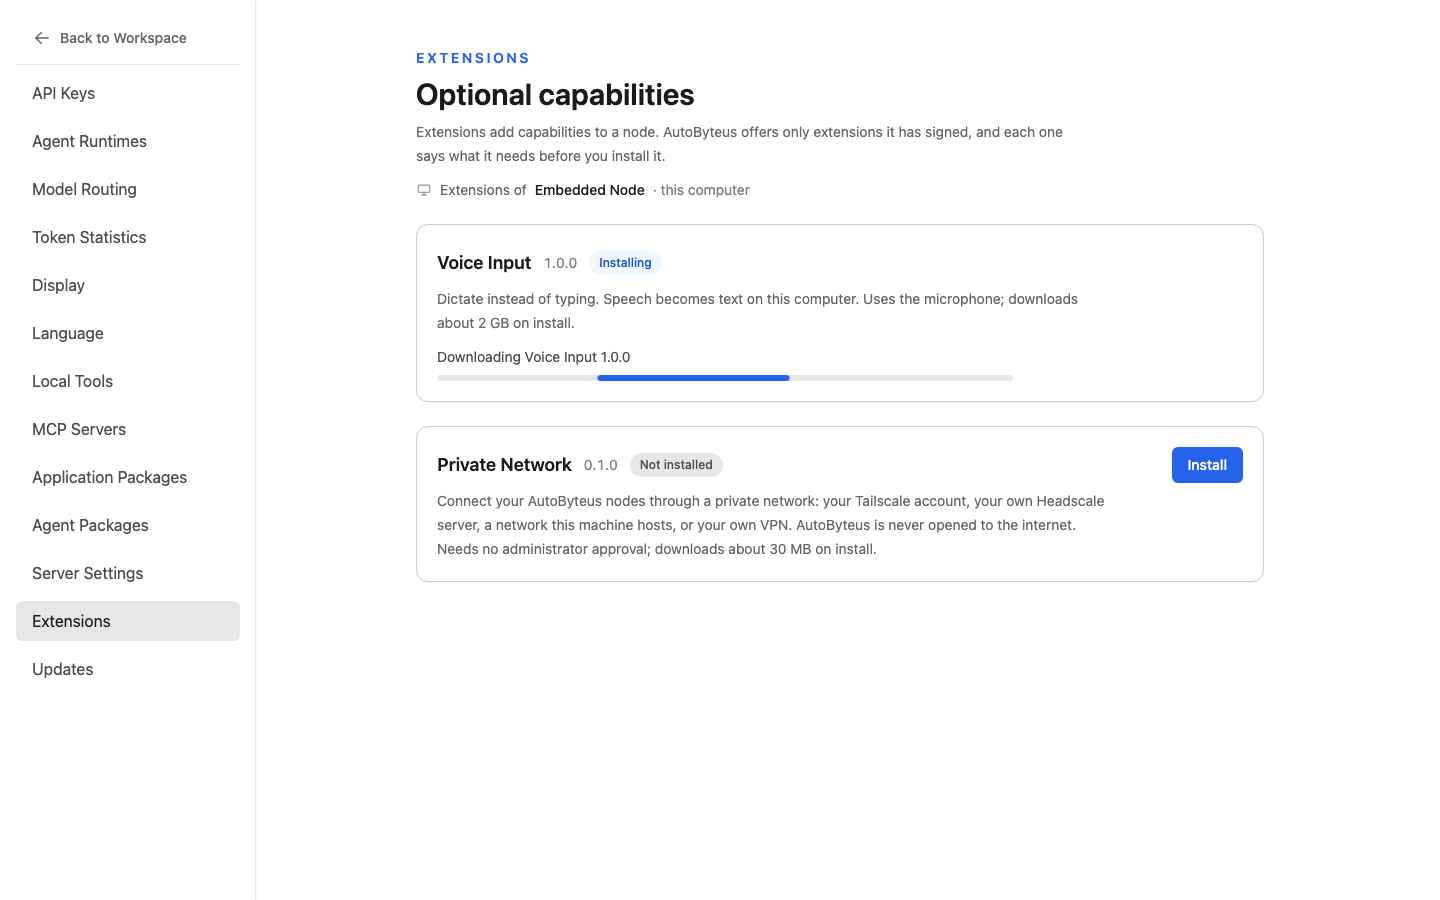 Back to Workspace
API Keys
Agent Runtimes
Model Routing
Token Statistics
Display
Language
Local Tools
MCP Servers
Application Packages
Agent Packages
Server Settings
Extensions
Updates
EXTENSIONS
Optional capabilities
Extensions add capabilities to a node. AutoByteus offers only extensions it has signed, and each one
says what it needs before you install it.
Extensions of Embedded Node · this computer
Voice Input 1.0.0 Installing
Dictate instead of typing. Speech becomes text on this computer. Uses the microphone; downloads
about 2 GB on install.
Downloading Voice Input 1.0.0
Private Network 0.1.0 Not installed
Install
Connect your AutoByteus nodes through a private network: your Tailscale account, your own Headscale
server, a network this machine hosts, or your own VPN. AutoByteus is never opened to the internet.
Needs no administrator approval; downloads about 30 MB on install.